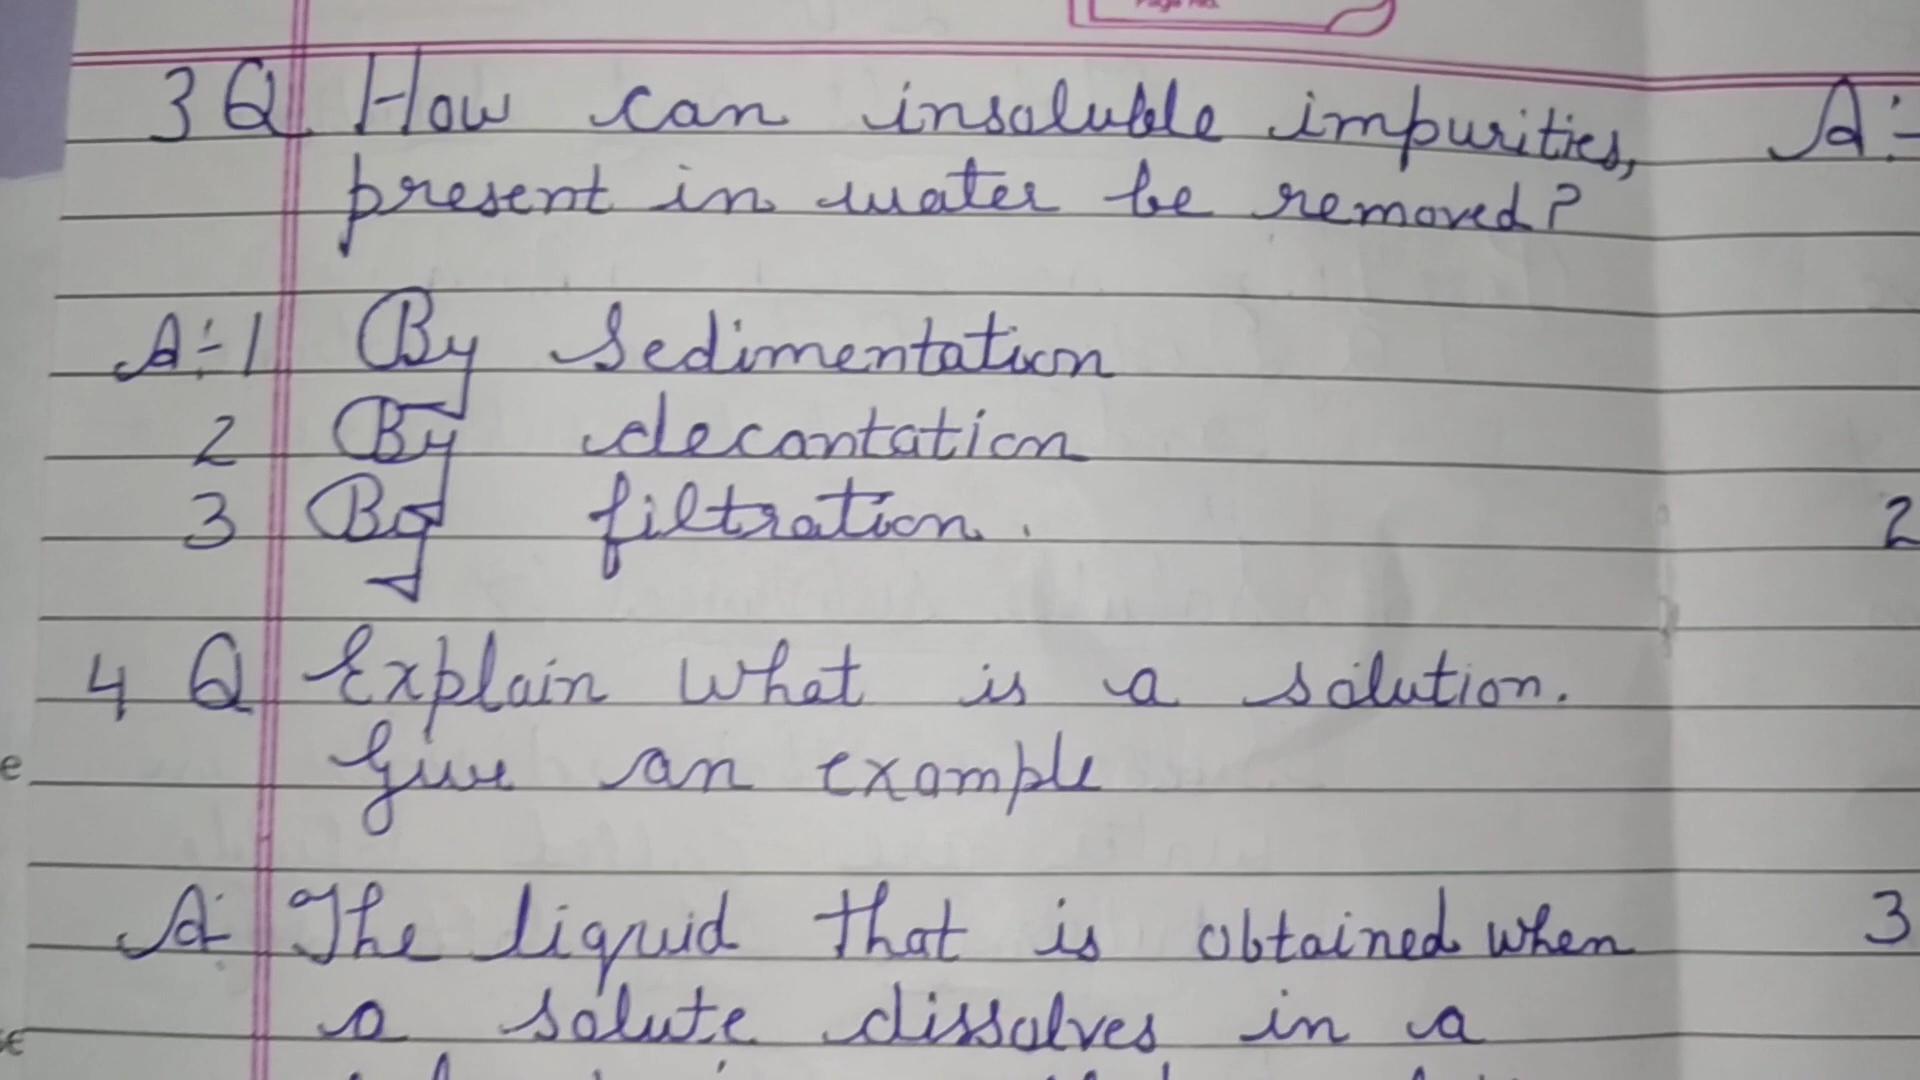 Page No.
3 Q How can insoluble impurities,
present in water be removed?
A:- 1 By Sedimentation
2 By decantation
3 By filtration.
4 Q Explain what is a solution.
Give an example
A:- The liquid that is obtained when
a solute dissolves in a
A:-
2
3
e